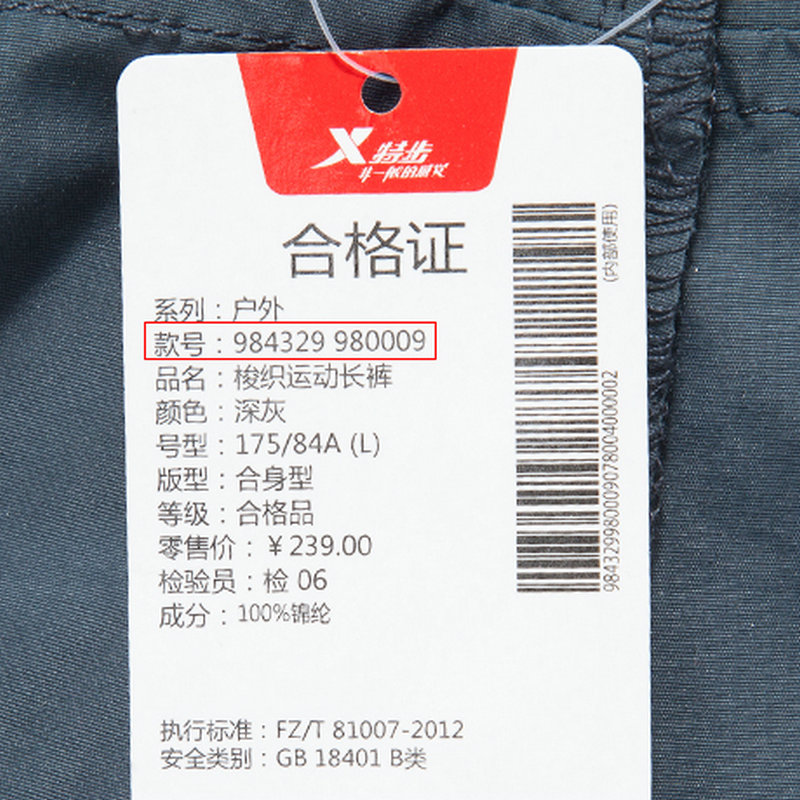 特步
非一般的感觉
合格证
系列：户外
款号：984329 980009
品名：梭织运动长裤
颜色：深灰
号型：175/84A (L)
版型：合身型
等级：合格品
零售价：￥239.00
检验员：检 06
成分：100%锦纶
执行标准：FZ/T 81007-2012
安全类别：GB 18401 B类
(内部使用)
984329980009078004000002